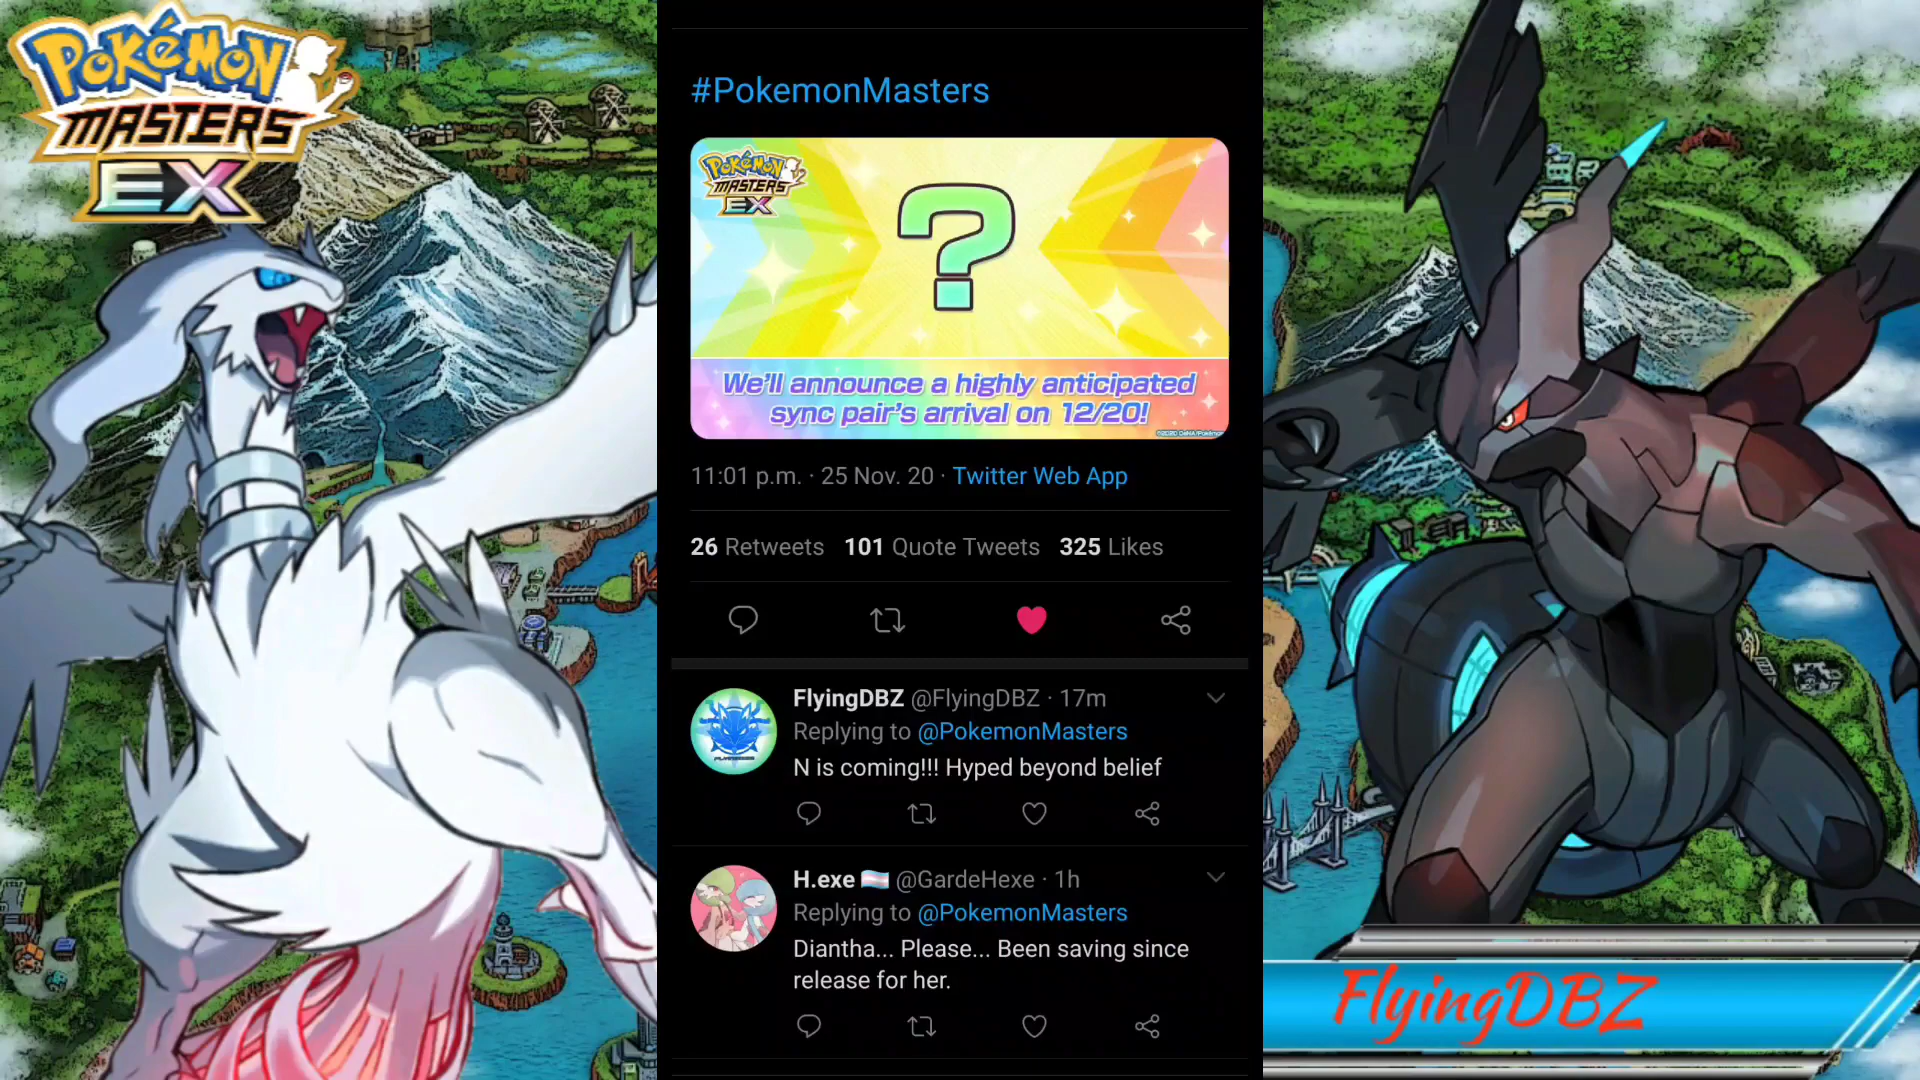 POKÉMON
MASTERS
EX
#PokemonMasters
POKÉMON
MASTERS
EX
?
We'll announce a highly anticipated
sync pair's arrival on 12/20!
©2020 DeNA/Pokémon
11:01 p.m. · 25 Nov. 20 · Twitter Web App
26 Retweets 101 Quote Tweets 325 Likes
FlyingDBZ @FlyingDBZ · 17m
Replying to @PokemonMasters
N is coming!!! Hyped beyond belief
H.exe @GardeHexe · 1h
Replying to @PokemonMasters
Diantha... Please... Been saving since
release for her.
FlyingDBZ